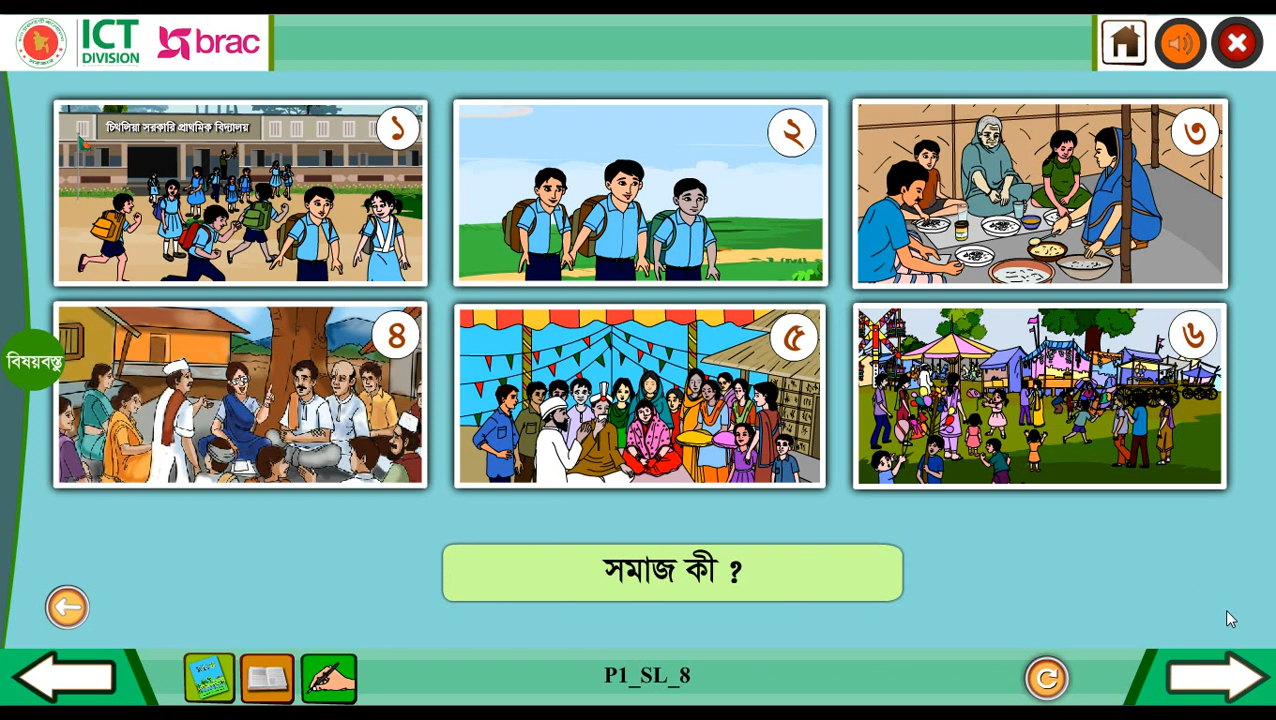 ICT
DIVISION
brac
চিথলিয়া সরকারি প্রাথমিক বিদ্যালয়
১
২
৩
বিষয়বস্তু
৪
৫
৬
সমাজ কী ?
P1_SL_8